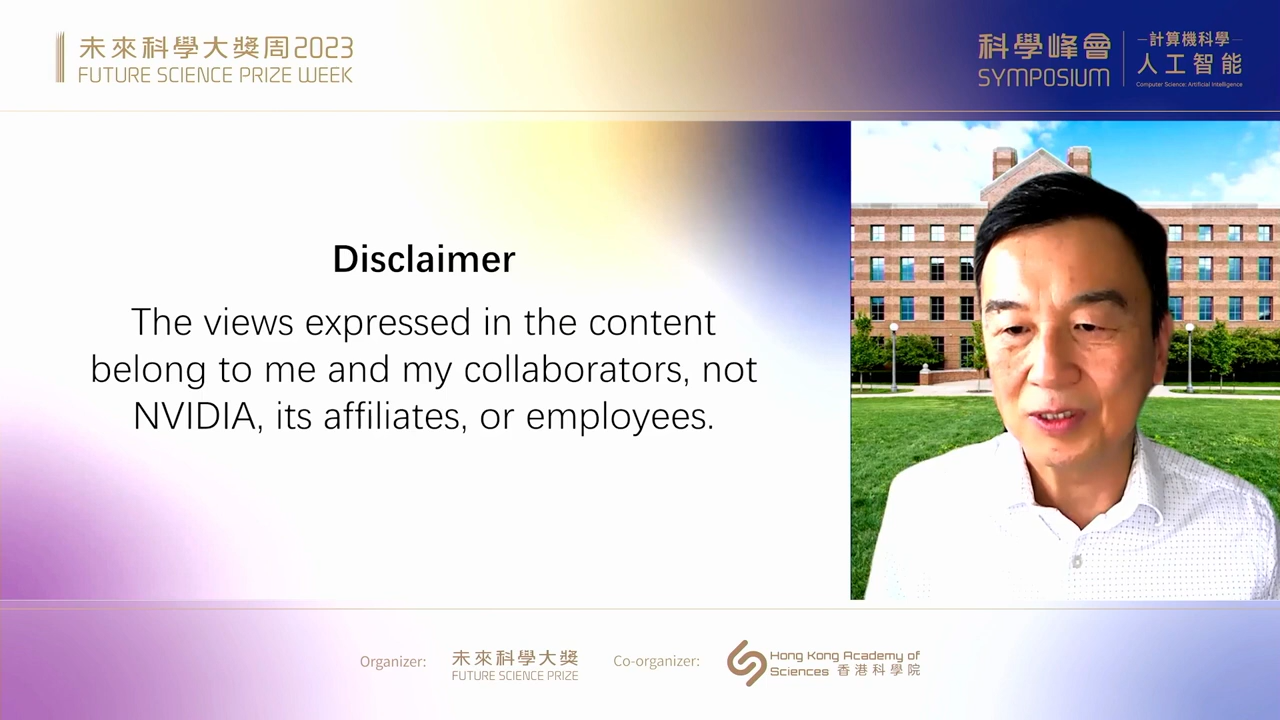 未來科學大獎周2023
FUTURE SCIENCE PRIZE WEEK
科學峰會
SYMPOSIUM
計算機科學
人工智能
Computer Science: Artificial Intelligence
Disclaimer
The views expressed in the content
belong to me and my collaborators, not
NVIDIA, its affiliates, or employees.
Organizer:
未來科學大獎
FUTURE SCIENCE PRIZE
Co-organizer:
Hong Kong Academy of
Sciences 香港科學院